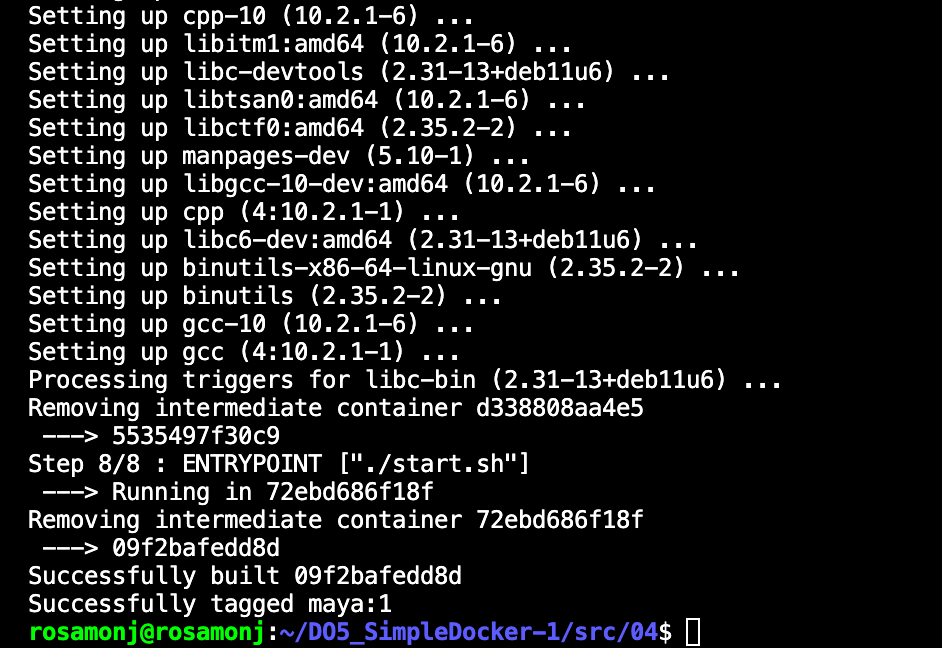 Setting up cpp-10 (10.2.1-6) ...
Setting up libitm1:amd64 (10.2.1-6) ...
Setting up libc-devtools (2.31-13+deb11u6) ...
Setting up libtsan0:amd64 (10.2.1-6) ...
Setting up libctf0:amd64 (2.35.2-2) ...
Setting up manpages-dev (5.10-1) ...
Setting up libgcc-10-dev:amd64 (10.2.1-6) ...
Setting up cpp (4:10.2.1-1) ...
Setting up libc6-dev:amd64 (2.31-13+deb11u6) ...
Setting up binutils-x86-64-linux-gnu (2.35.2-2) ...
Setting up binutils (2.35.2-2) ...
Setting up gcc-10 (10.2.1-6) ...
Setting up gcc (4:10.2.1-1) ...
Processing triggers for libc-bin (2.31-13+deb11u6) ...
Removing intermediate container d338808aa4e5
 ---> 5535497f30c9
Step 8/8 : ENTRYPOINT ["./start.sh"]
 ---> Running in 72ebd686f18f
Removing intermediate container 72ebd686f18f
 ---> 09f2bafedd8d
Successfully built 09f2bafedd8d
Successfully tagged maya:1
rosamonj@rosamonj:~/DO5_SimpleDocker-1/src/04$